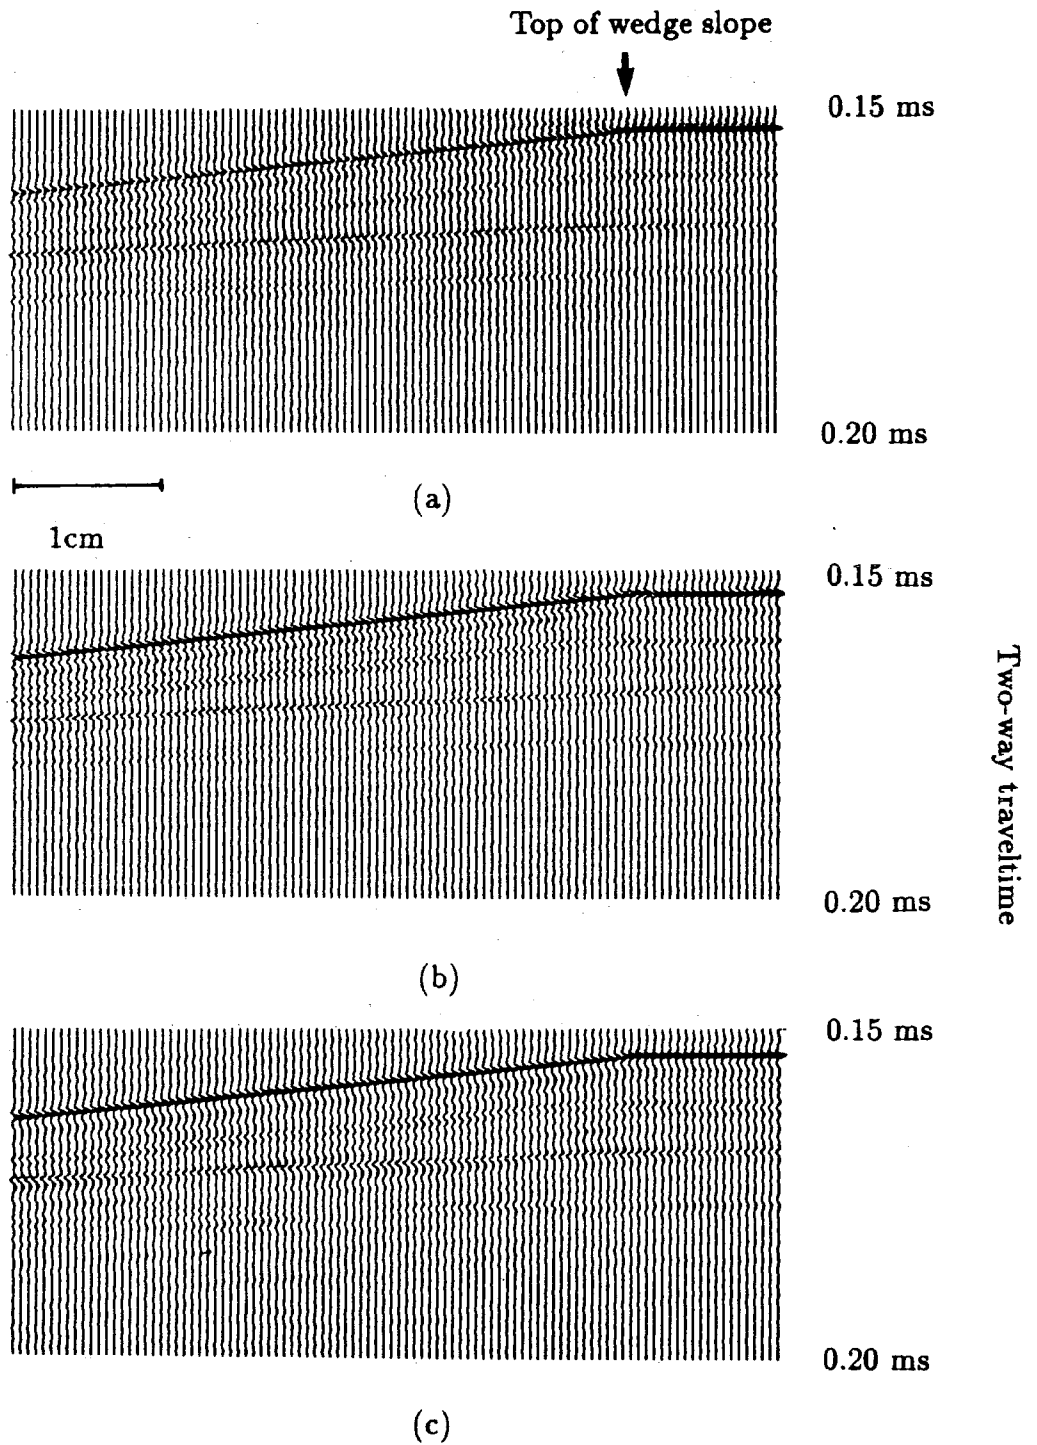 Top of wedge slope
0.15 ms
0.20 ms
(a)
1cm
0.15 ms
Two-way traveltime
0.20 ms
(b)
0.15 ms
0.20 ms
(c)